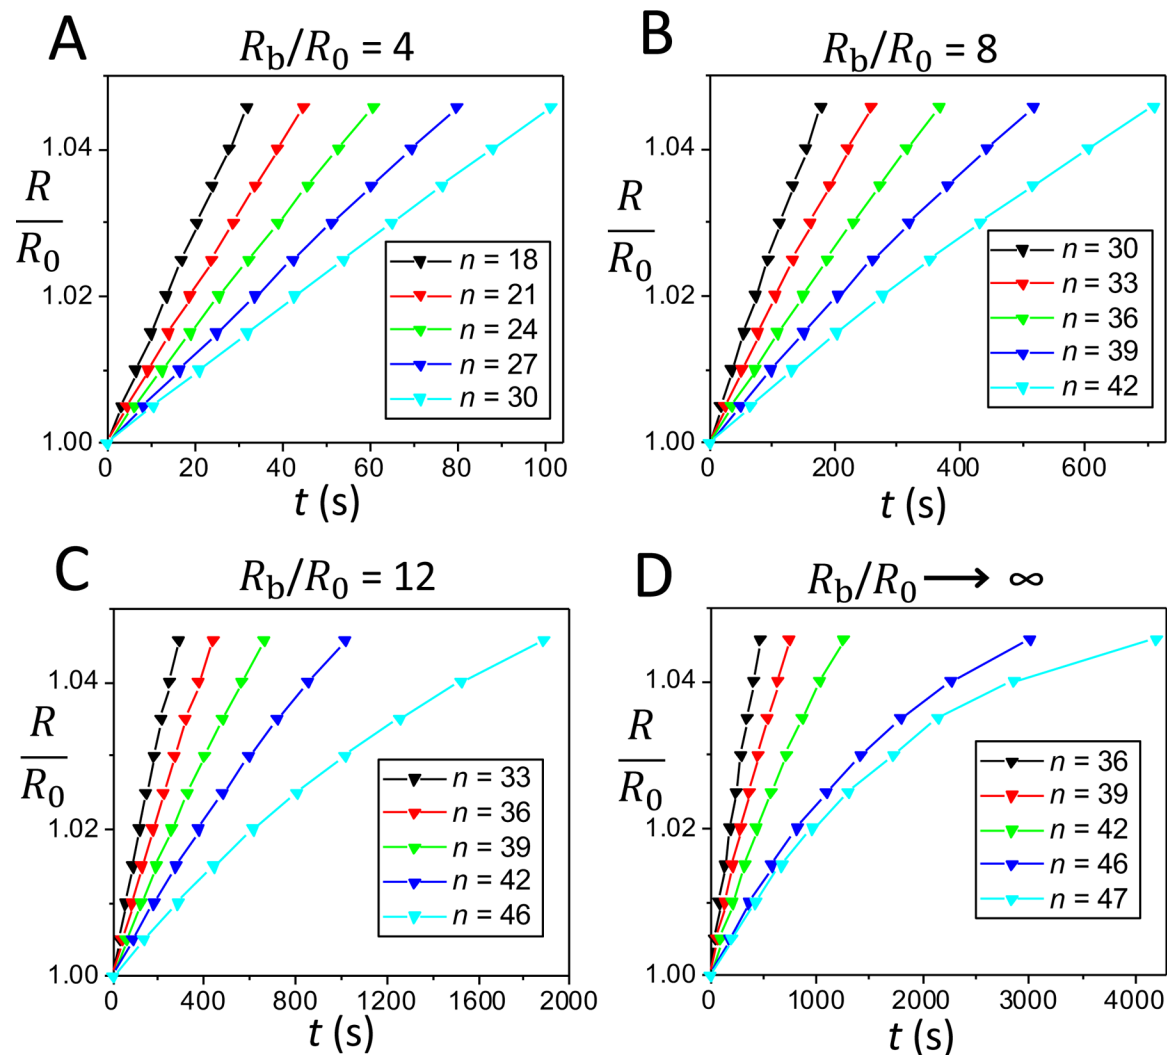 A
R_b/R_0 = 4
R/R_0
1.04
1.02
1.00
n = 18
n = 21
n = 24
n = 27
n = 30
0 20 40 60 80 100
t (s)
B
R_b/R_0 = 8
R/R_0
1.04
1.02
1.00
n = 30
n = 33
n = 36
n = 39
n = 42
0 200 400 600
t (s)
C
R_b/R_0 = 12
R/R_0
1.04
1.02
1.00
n = 33
n = 36
n = 39
n = 42
n = 46
0 400 800 1200 1600 2000
t (s)
D
R_b/R_0 ⟶ ∞
R/R_0
1.04
1.02
1.00
n = 36
n = 39
n = 42
n = 46
n = 47
0 1000 2000 3000 4000
t (s)